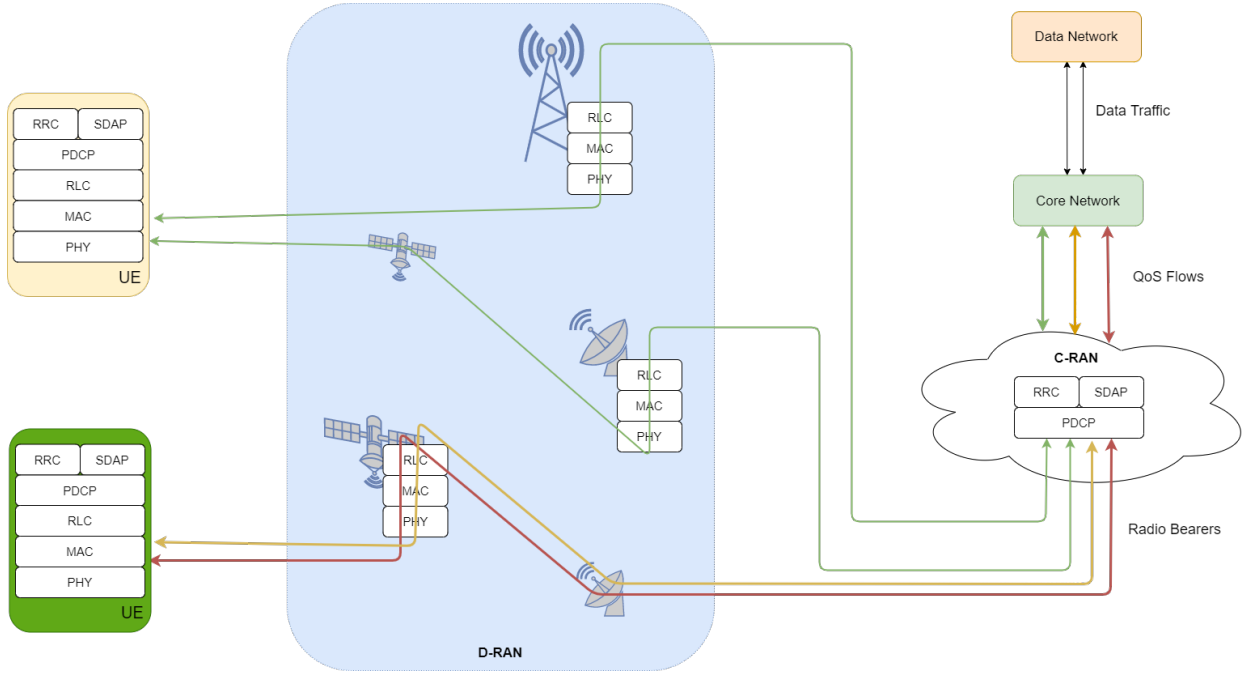 Data Network
Data Traffic
Core Network
QoS Flows
C-RAN
RRC SDAP
PDCP
Radio Bearers
RRC SDAP
PDCP
RLC
MAC
PHY
UE
RRC SDAP
PDCP
RLC
MAC
PHY
UE
RLC
MAC
PHY
RLC
MAC
PHY
RLC
MAC
PHY
D-RAN